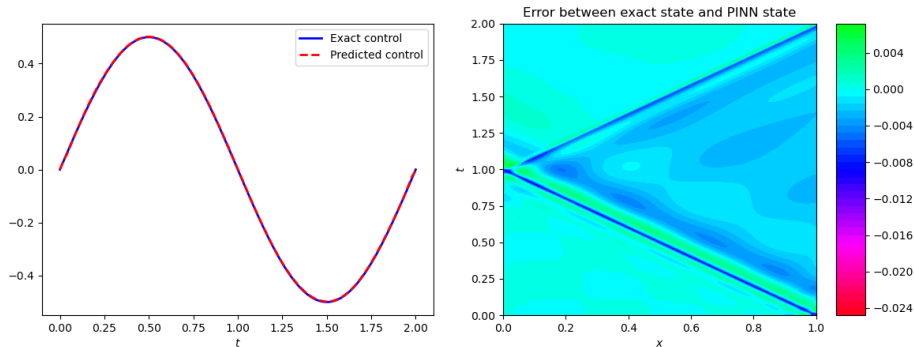 Exact control
Predicted control
0.4
0.2
0.0
−0.2
−0.4
0.00 0.25 0.50 0.75 1.00 1.25 1.50 1.75 2.00
t
Error between exact state and PINN state
2.00
1.75
1.50
1.25
1.00
0.75
0.50
0.25
0.00
t
0.0 0.2 0.4 0.6 0.8 1.0
x
0.004
0.000
−0.004
−0.008
−0.012
−0.016
−0.020
−0.024